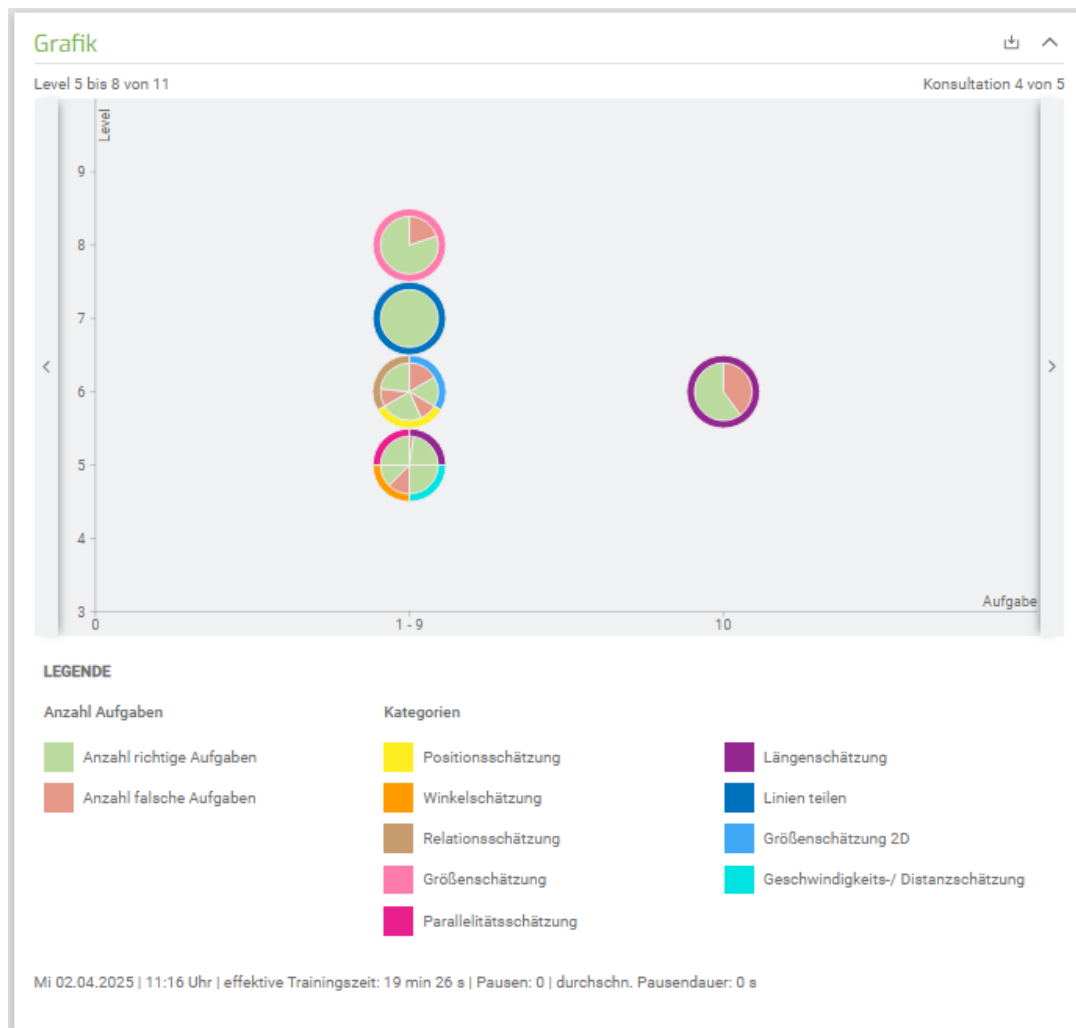 Grafik
Level 5 bis 8 von 11
Konsultation 4 von 5
Level
9
8
7
6
5
4
3
0
1 - 9
10
Aufgabe
LEGENDE
Anzahl Aufgaben
Kategorien
Anzahl richtige Aufgaben
Positionsschätzung
Längenschätzung
Anzahl falsche Aufgaben
Winkelschätzung
Linien teilen
Relationsschätzung
Größenschätzung 2D
Größenschätzung
Geschwindigkeits-/ Distanzschätzung
Parallelitätsschätzung
Mi 02.04.2025 | 11:16 Uhr | effektive Trainingszeit: 19 min 26 s | Pausen: 0 | durchschn. Pausendauer: 0 s